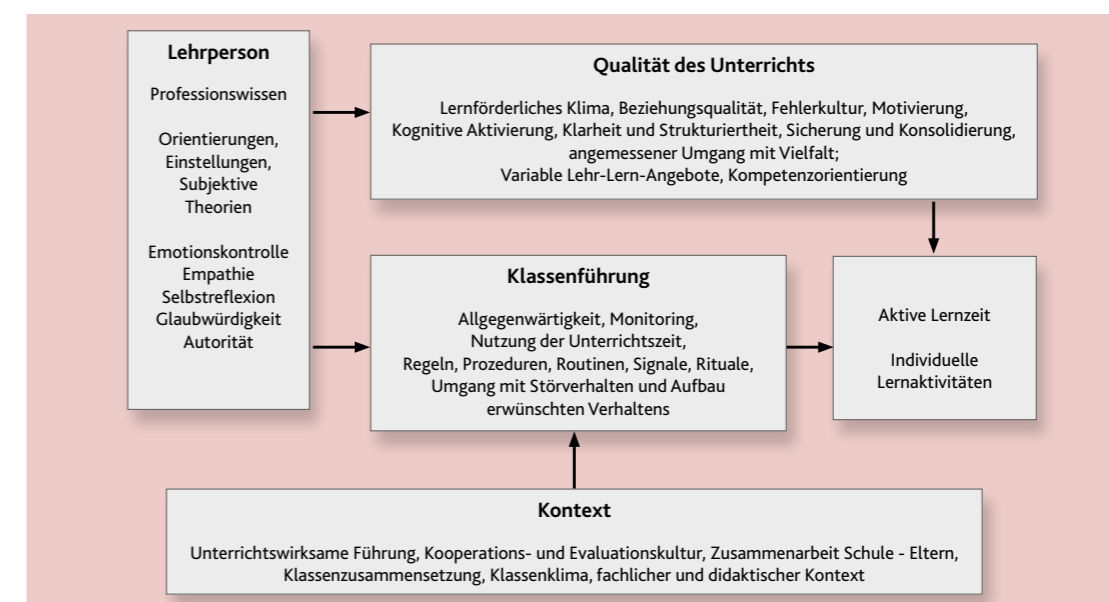 Lehrperson
Professionswissen
Orientierungen,
Einstellungen,
Subjektive
Theorien
Emotionskontrolle
Empathie
Selbstreflexion
Glaubwürdigkeit
Autorität
Qualität des Unterrichts
Lernförderliches Klima, Beziehungsqualität, Fehlerkultur, Motivierung,
Kognitive Aktivierung, Klarheit und Strukturiertheit, Sicherung und Konsolidierung,
angemessener Umgang mit Vielfalt;
Variable Lehr-Lern-Angebote, Kompetenzorientierung
Klassenführung
Allgegenwärtigkeit, Monitoring,
Nutzung der Unterrichtszeit,
Regeln, Prozeduren, Routinen, Signale, Rituale,
Umgang mit Störverhalten und Aufbau
erwünschten Verhaltens
Aktive Lernzeit
Individuelle
Lernaktivitäten
Kontext
Unterrichtswirksame Führung, Kooperations- und Evaluationskultur, Zusammenarbeit Schule - Eltern,
Klassenzusammensetzung, Klassenklima, fachlicher und didaktischer Kontext